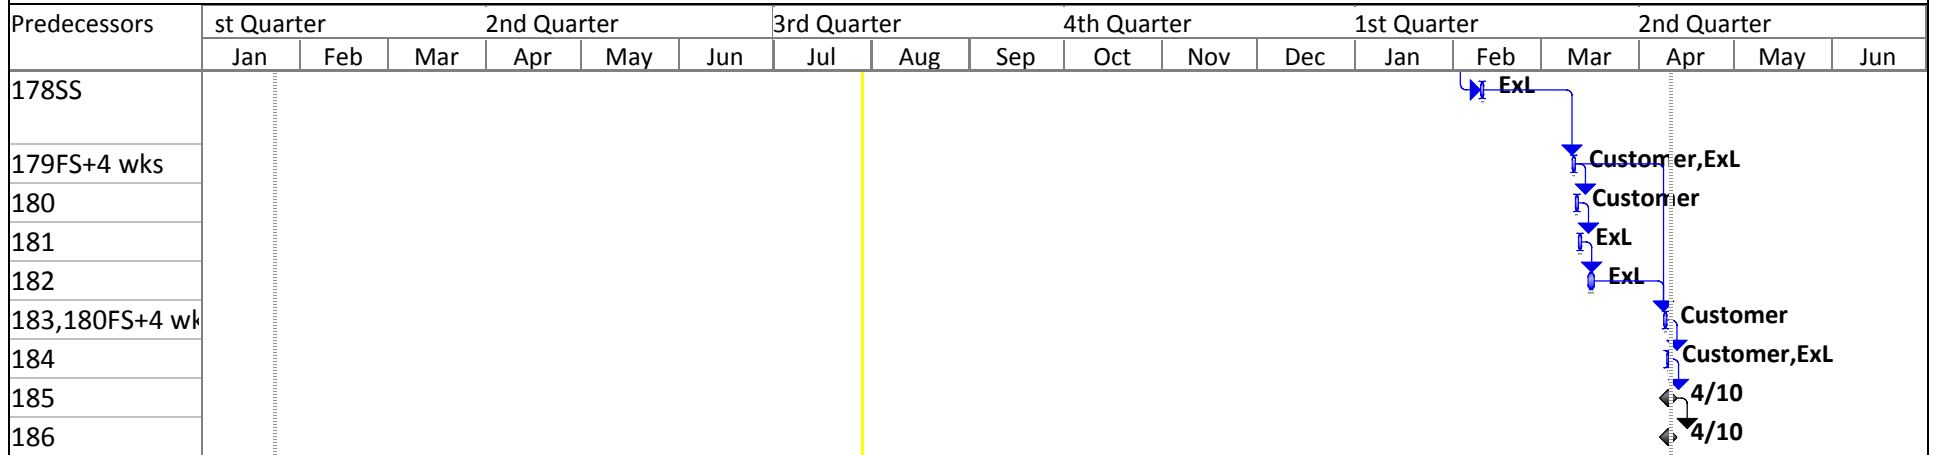 Predecessors st Quarter 2nd Quarter 3rd Quarter 4th Quarter 1st Quarter 2nd Quarter
Jan Feb Mar Apr May Jun Jul Aug Sep Oct Nov Dec Jan Feb Mar Apr May Jun
178SS ExL
179FS+4 wks Customer,ExL
180 Customer
181 ExL
182 ExL
183,180FS+4 wk Customer
184 Customer,ExL
185 4/10
186 4/10